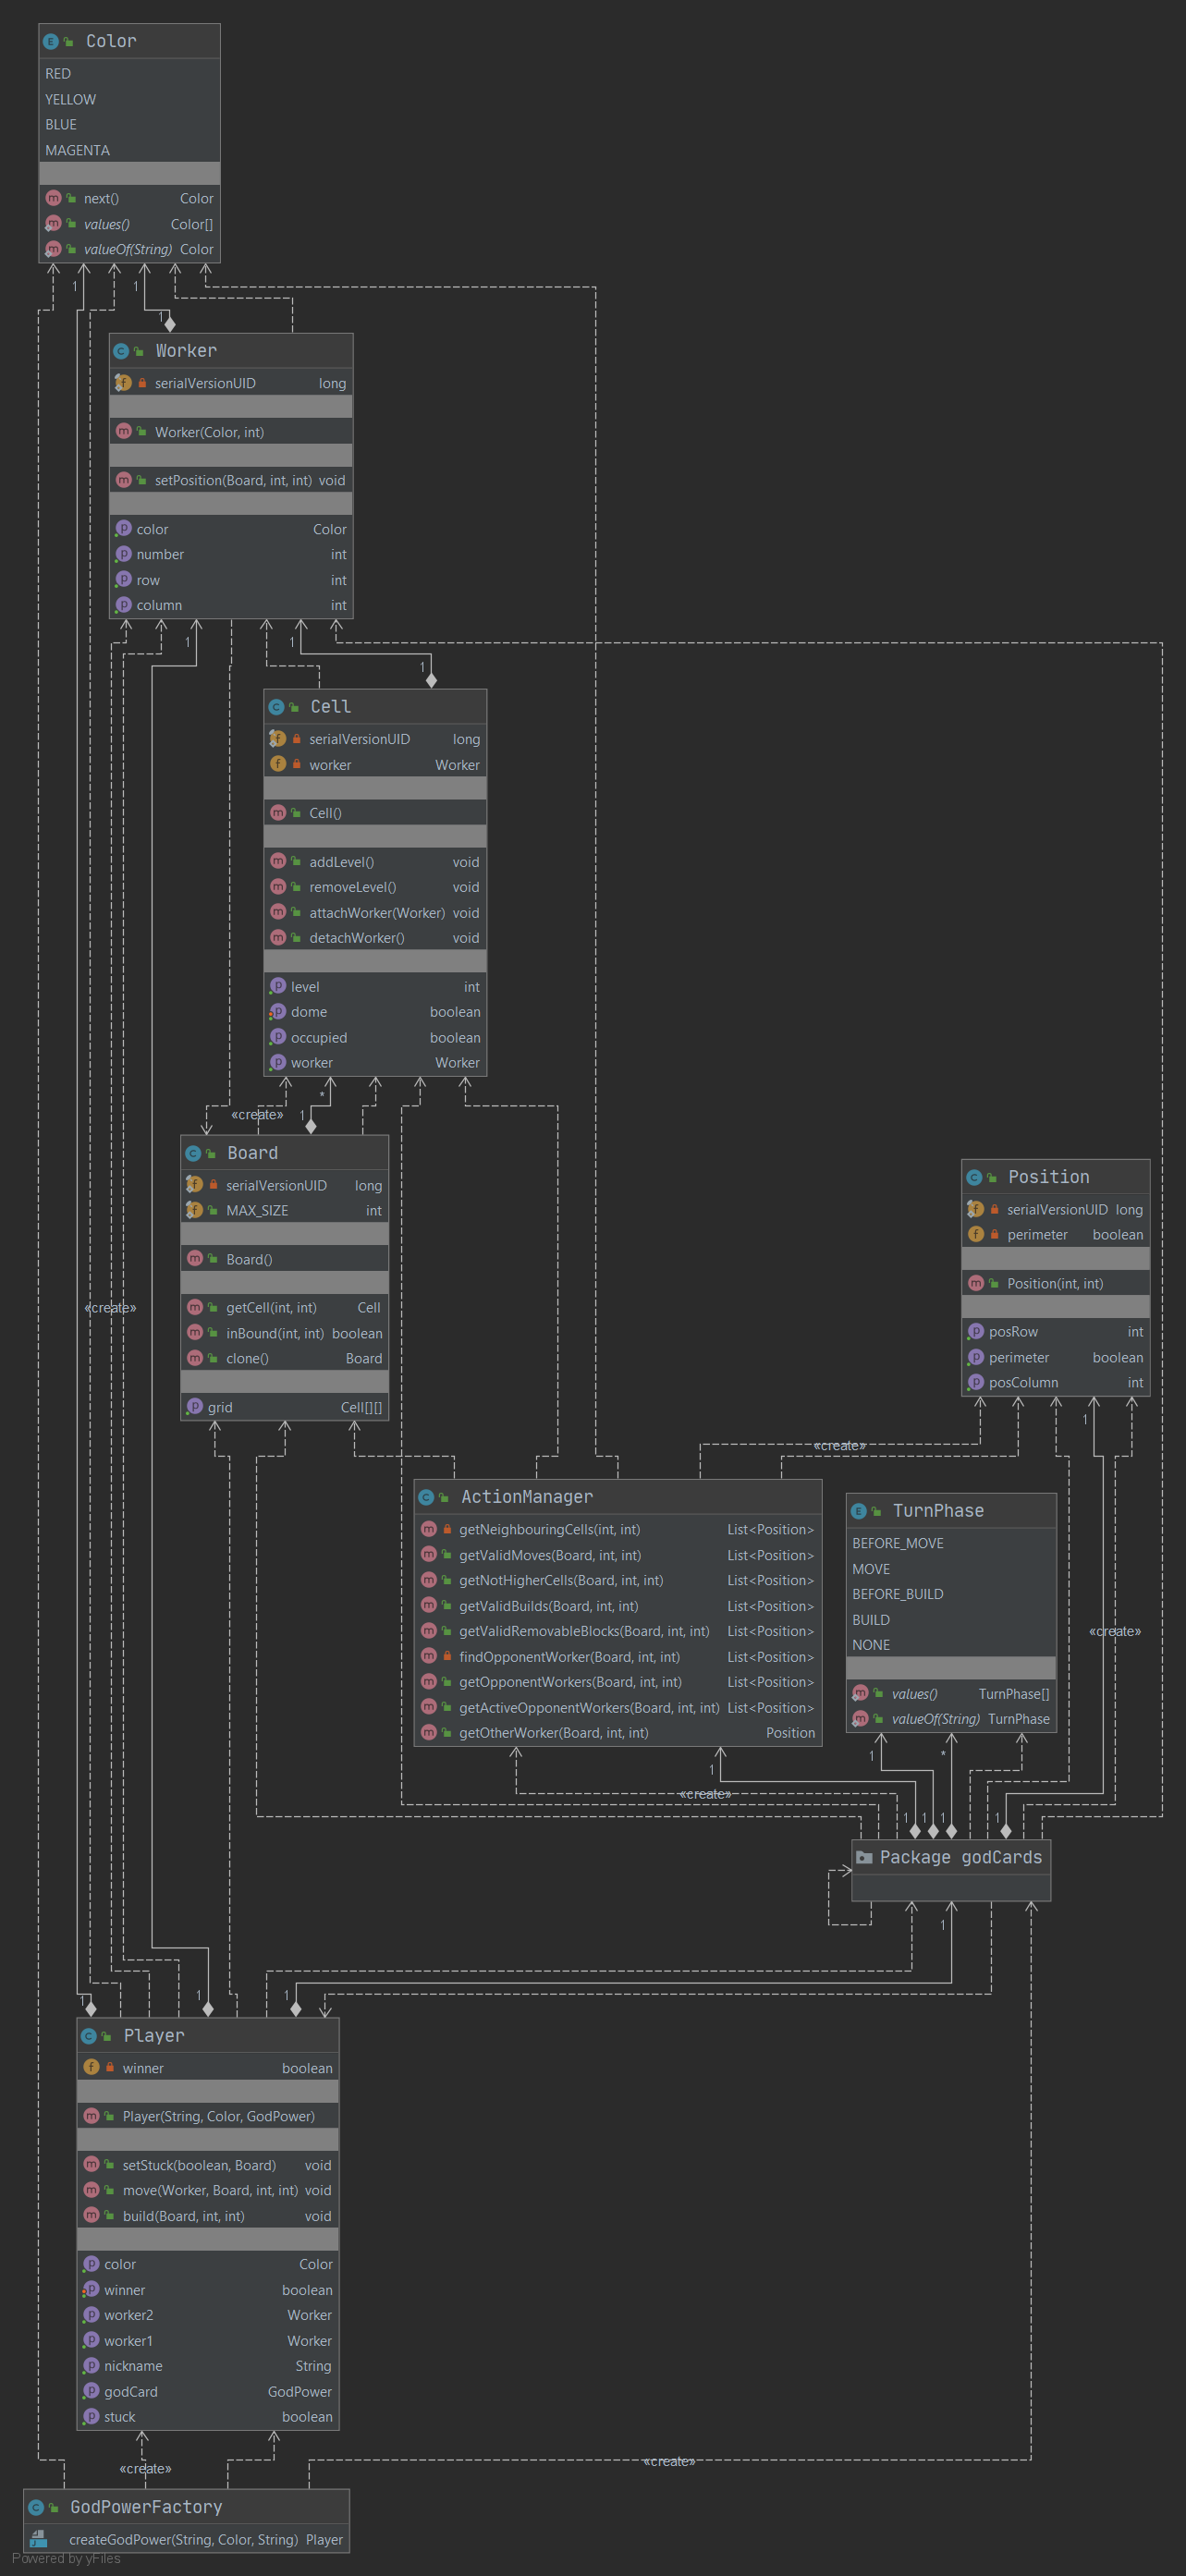 Color
RED
YELLOW
BLUE
MAGENTA
next() Color
values() Color[]
valueOf(String) Color
1
1
1
Worker
serialVersionUID long
Worker(Color, int)
setPosition(Board, int, int) void
color Color
number int
row int
column int
1
1
1
Cell
serialVersionUID long
worker Worker
Cell()
addLevel() void
removeLevel() void
attachWorker(Worker) void
detachWorker() void
level int
dome boolean
occupied boolean
worker Worker
*
«create» 1
Board
serialVersionUID long
MAX_SIZE int
Board()
getCell(int, int) Cell
inBound(int, int) boolean
clone() Board
grid Cell[][]
«create»
Position
serialVersionUID long
perimeter boolean
Position(int, int)
posRow int
perimeter boolean
posColumn int
1
«create»
ActionManager
getNeighbouringCells(int, int) List<Position>
getValidMoves(Board, int, int) List<Position>
getNotHigherCells(Board, int, int) List<Position>
getValidBuilds(Board, int, int) List<Position>
getValidRemovableBlocks(Board, int, int) List<Position>
findOpponentWorker(Board, int, int) List<Position>
getOpponentWorkers(Board, int, int) List<Position>
getActiveOpponentWorkers(Board, int, int) List<Position>
getOtherWorker(Board, int, int) Position
TurnPhase
BEFORE_MOVE
MOVE
BEFORE_BUILD
BUILD
NONE
values() TurnPhase[]
valueOf(String) TurnPhase
«create»
1
1
*
«create»
1
1
1
1
Package godCards
1
1
1
1
Player
winner boolean
Player(String, Color, GodPower)
setStuck(boolean, Board) void
move(Worker, Board, int, int) void
build(Board, int, int) void
color Color
winner boolean
worker2 Worker
worker1 Worker
nickname String
godCard GodPower
stuck boolean
«create»
«create»
GodPowerFactory
createGodPower(String, Color, String) Player
Powered by yFiles